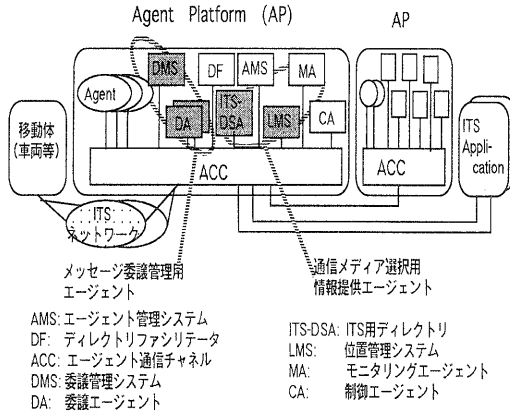 Agent Platform (AP)
AP
DMS
DF
AMS
MA
Agent
DA
ITS-
DSA
LMS
CA
ACC
移動体
(車両等)
ITS
ネットワーク
ACC
ITS
Appli-
cation
メッセージ委譲管理用
エージェント
通信メディア選択用
情報提供エージェント
AMS: エージェント管理システム
DF: ディレクトリファシリテータ
ACC: エージェント通信チャネル
DMS: 委譲管理システム
DA: 委譲エージェント
ITS-DSA: ITS用ディレクトリ
LMS: 位置管理システム
MA: モニタリングエージェント
CA: 制御エージェント